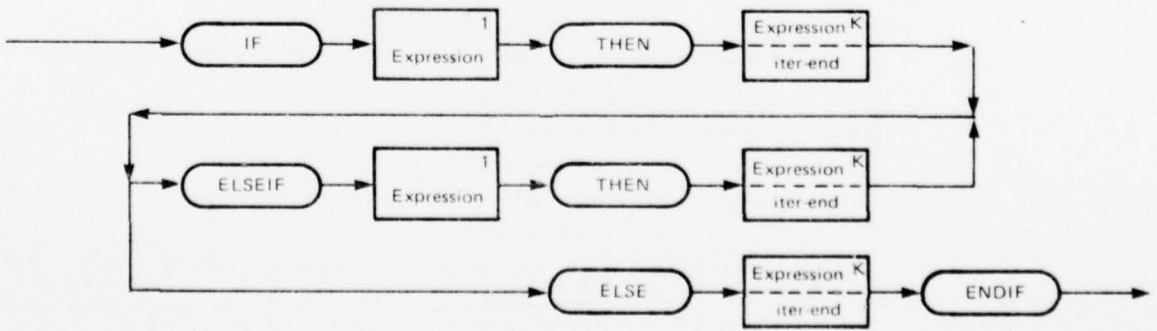 IF
1
Expression
THEN
Expression K
iter-end
ELSEIF
1
Expression
THEN
Expression K
iter-end
ELSE
Expression K
iter-end
ENDIF